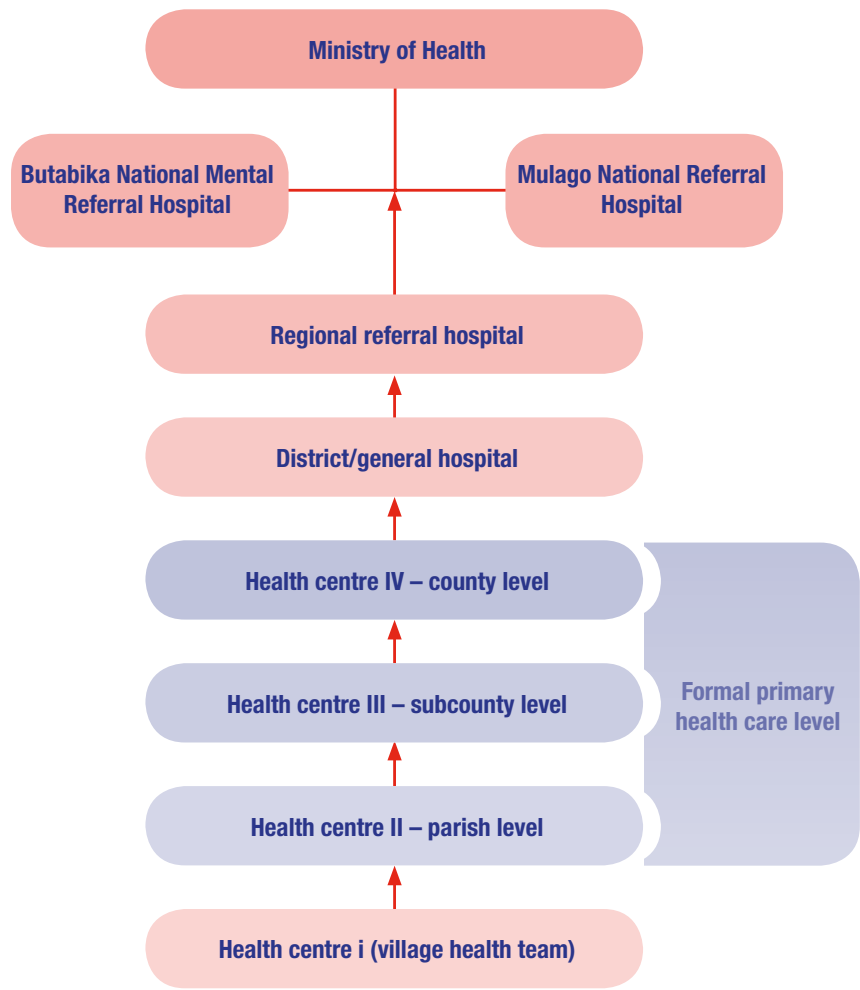 Ministry of Health
Butabika National Mental
Referral Hospital
Mulago National Referral
Hospital
Regional referral hospital
District/general hospital
Health centre IV – county level
Health centre III – subcounty level
Formal primary
health care level
Health centre II – parish level
Health centre i (village health team)